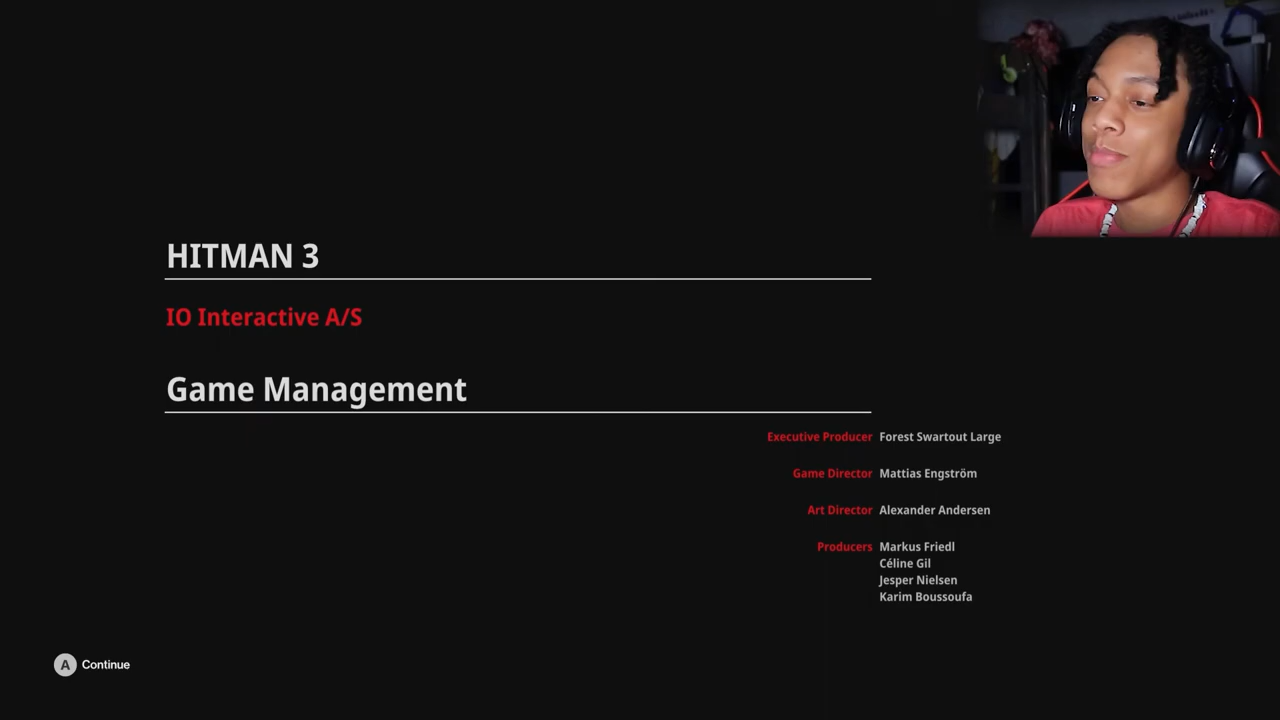 HITMAN 3
IO Interactive A/S
Game Management
Executive Producer Forest Swartout Large
Game Director Mattias Engström
Art Director Alexander Andersen
Producers Markus Friedl
Céline Gil
Jesper Nielsen
Karim Boussoufa
A Continue